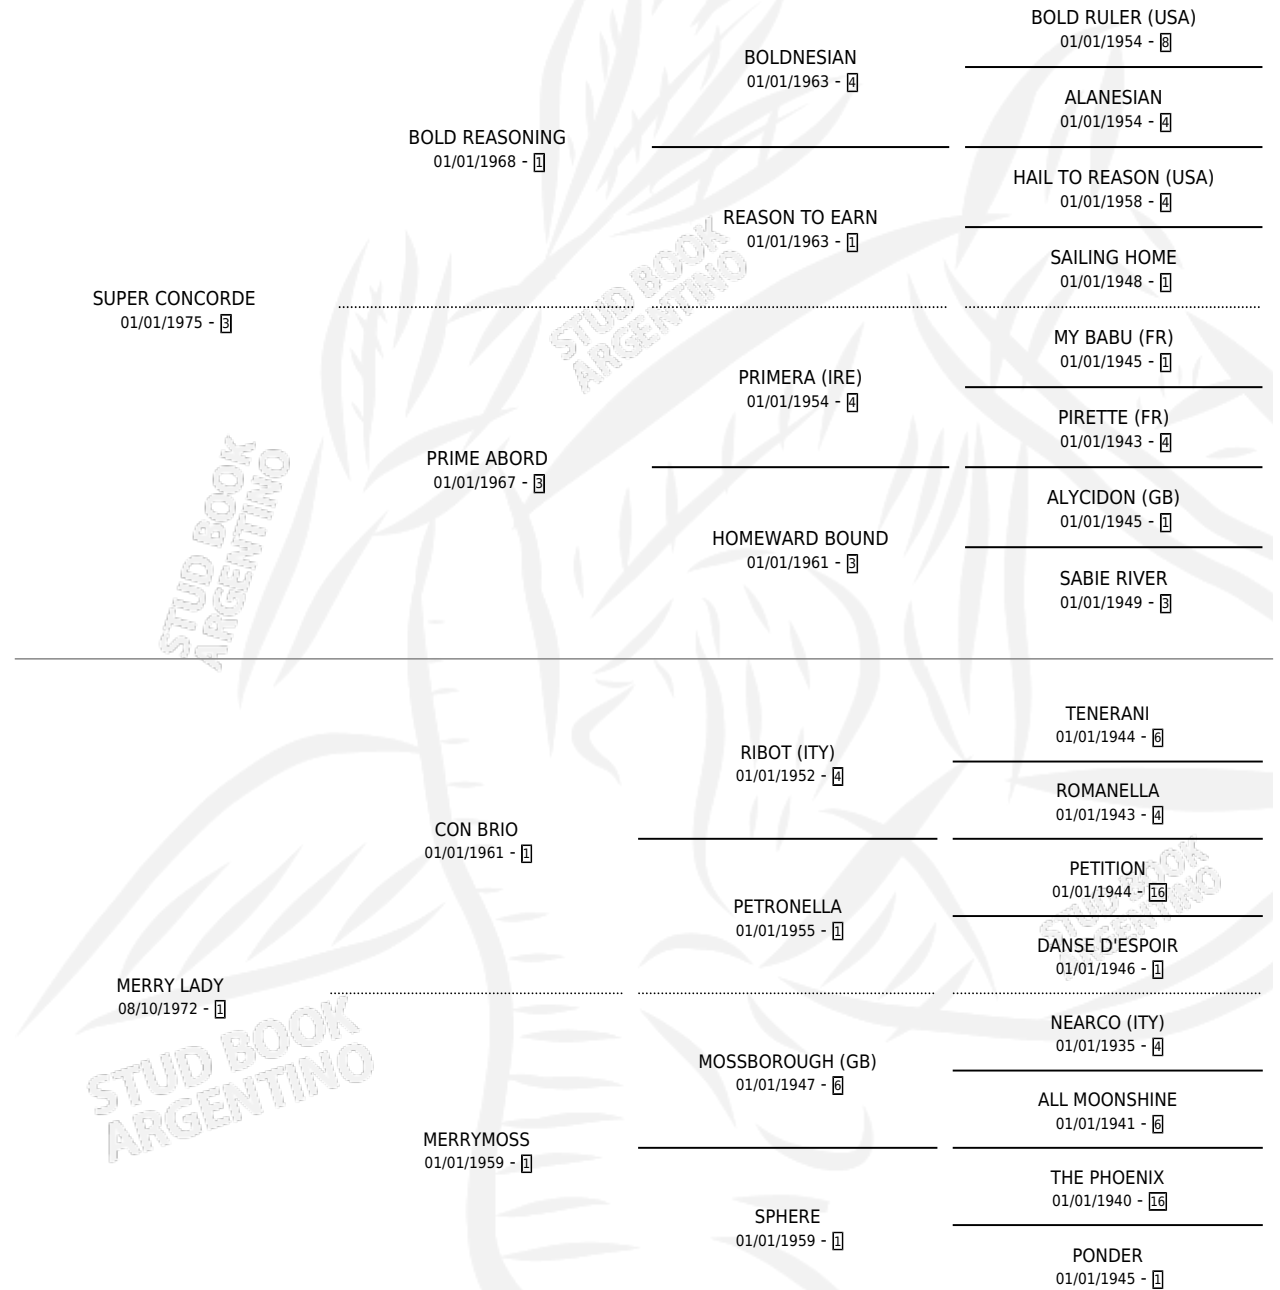 BOLD RULER (USA)
01/01/1954 - 8
BOLDNESIAN
01/01/1963 - 4
ALANESIAN
01/01/1954 - 4
BOLD REASONING
01/01/1968 - 1
HAIL TO REASON (USA)
01/01/1958 - 4
REASON TO EARN
01/01/1963 - 1
SAILING HOME
01/01/1948 - 1
SUPER CONCORDE
01/01/1975 - 3
MY BABU (FR)
01/01/1945 - 1
PRIMERA (IRE)
01/01/1954 - 4
PIRETTE (FR)
01/01/1943 - 4
PRIME ABORD
01/01/1967 - 3
ALYCIDON (GB)
01/01/1945 - 1
HOMEWARD BOUND
01/01/1961 - 3
SABIE RIVER
01/01/1949 - 3
STUD BOOK
ARGENTINO
STUD BOOK
ARGENTINO
TENERANI
01/01/1944 - 6
RIBOT (ITY)
01/01/1952 - 4
ROMANELLA
01/01/1943 - 4
CON BRIO
01/01/1961 - 1
PETITION
01/01/1944 - 16
PETRONELLA
01/01/1955 - 1
DANSE D'ESPOIR
01/01/1946 - 1
MERRY LADY
08/10/1972 - 1
NEARCO (ITY)
01/01/1935 - 4
MOSSBOROUGH (GB)
01/01/1947 - 6
ALL MOONSHINE
01/01/1941 - 6
MERRYMOSS
01/01/1959 - 1
THE PHOENIX
01/01/1940 - 16
SPHERE
01/01/1959 - 1
PONDER
01/01/1945 - 1
STUD BOOK
ARGENTINO
STUD BOOK
ARGENTINO